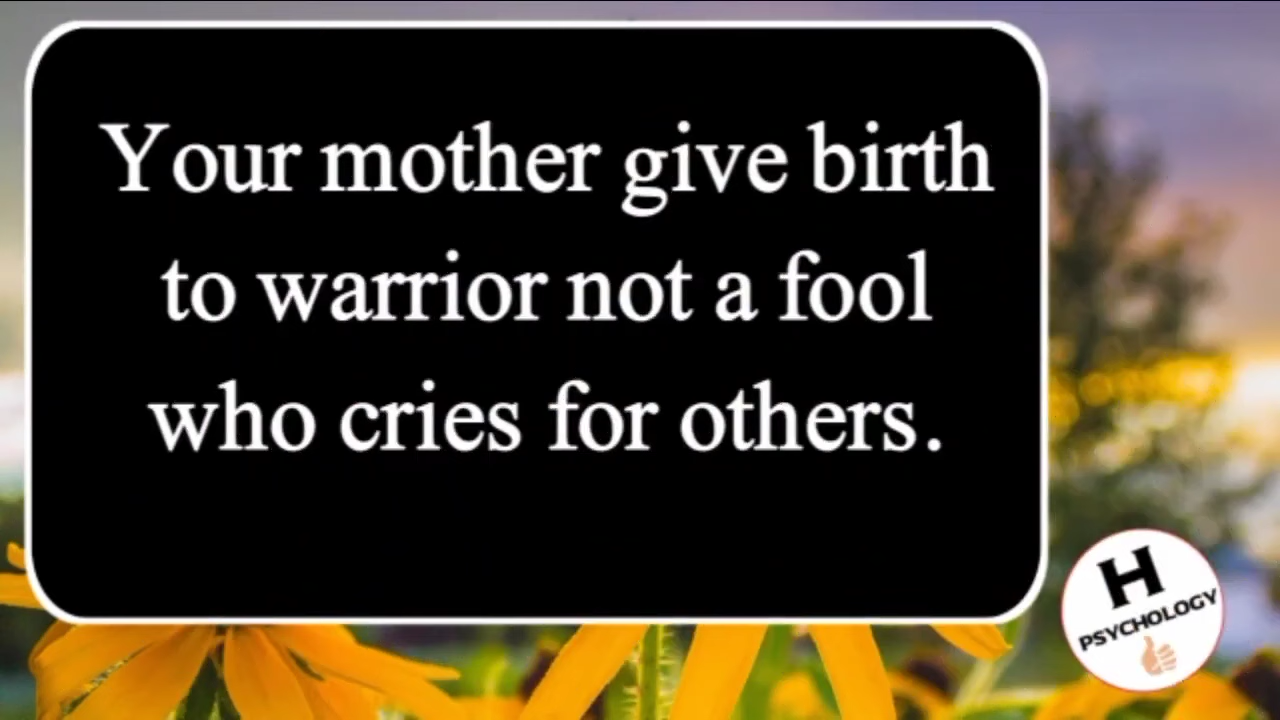 Your mother give birth
to warrior not a fool
who cries for others.
H
PSYCHOLOGY